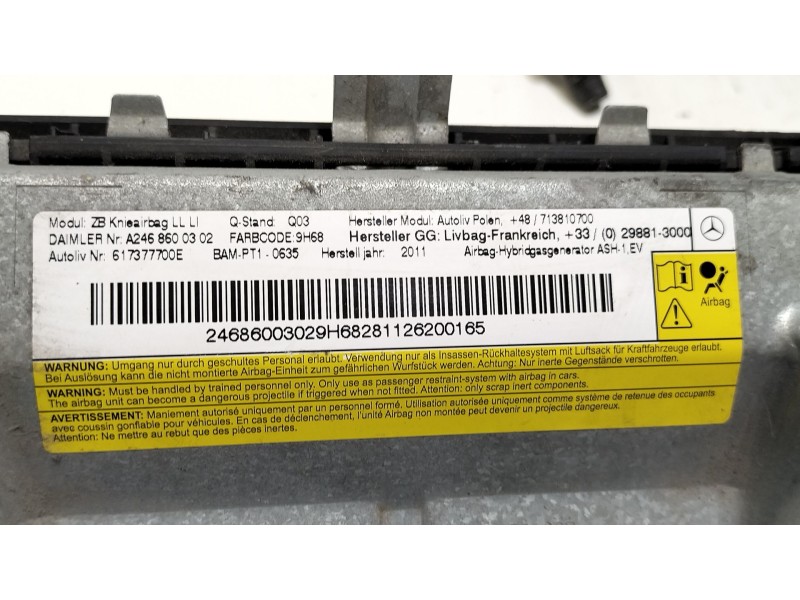 Modul: ZB Knieairbag LL LI Q-Stand: Q03 Hersteller Modul: Autoliv Polen, +48 / 713810700
DAIMLER Nr: A246 860 03 02 FARBCODE:9H68 Hersteller GG: Livbag-Frankreich, +33 / (0) 29881-3000
Autoliv Nr: 617377700E BAM-PT1 - 0635 Herstell jahr: 2011 Airbag-Hybridgasgenerator ASH-1,EV
Airbag
24686003029H68281126200165
WARNUNG: Umgang nur durch geschultes Personal erlaubt. Verwendung nur als Insassen-Rückhaltesystem mit Luftsack für Kraftfahrzeuge erlaubt.
Bei Auslösung kann die nicht montierte Airbag-Einheit zum gefährlichen Wurfstück werden. Achtung: Nur inerte Teile verschrotten.
WARNING: Must be handled by trained personnel only. Only use as passenger restraint-system with airbag in cars.
The airbag unit can become a dangerous projectile if triggered when not fitted. Attention: only scrap inert components.
AVERTISSEMENT: Maniement autorisé uniquement par un personnel formé. Utilisation autorisée uniquement comme système de retenue des occupants
avec coussin gonflable pour véhicules. En cas de déclenchement, l'unité Airbag non montée peut devenir un projectile dangereux.
Attention: Ne mettre au rebut que des pièces inertes.